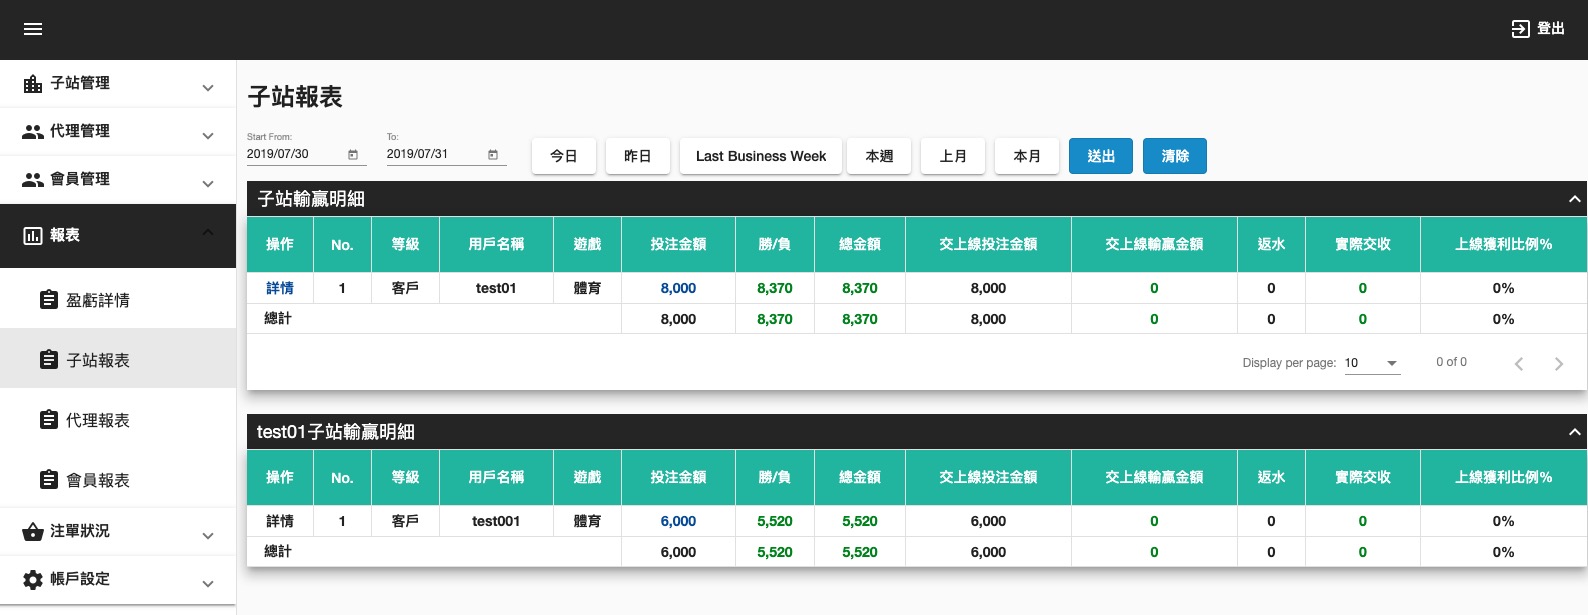 登出
子站管理
代理管理
會員管理
報表
盈虧詳情
子站報表
代理報表
會員報表
注單狀況
帳戶設定
子站報表
Start From:
2019/07/30
To:
2019/07/31
今日 昨日 Last Business Week 本週 上月 本月 送出 清除
子站輸贏明細
操作 No. 等級 用戶名稱 遊戲 投注金額 勝/負 總金額 交上線投注金額 交上線輸贏金額 返水 實際交收 上線獲利比例%
詳情 1 客戶 test01 體育 8,000 8,370 8,370 8,000 0 0 0 0%
總計 8,000 8,370 8,370 8,000 0 0 0 0%
Display per page: 10 0 of 0
test01子站輸贏明細
操作 No. 等級 用戶名稱 遊戲 投注金額 勝/負 總金額 交上線投注金額 交上線輸贏金額 返水 實際交收 上線獲利比例%
詳情 1 客戶 test001 體育 6,000 5,520 5,520 6,000 0 0 0 0%
總計 6,000 5,520 5,520 6,000 0 0 0 0%